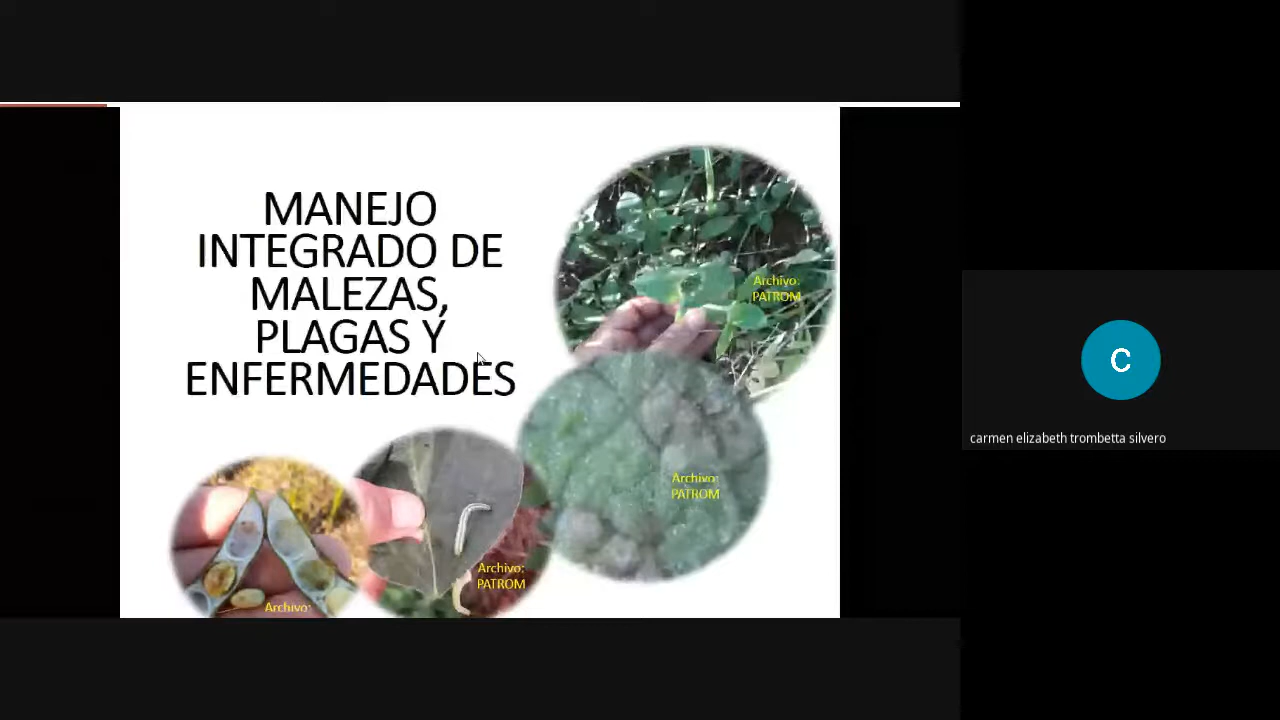 MANEJO
INTEGRADO DE
MALEZAS,
PLAGAS Y
ENFERMEDADES
Archivo:
PATROM
Archivo:
PATROM
Archivo:
PATROM
Archivo:
C
carmen elizabeth trombetta silvero